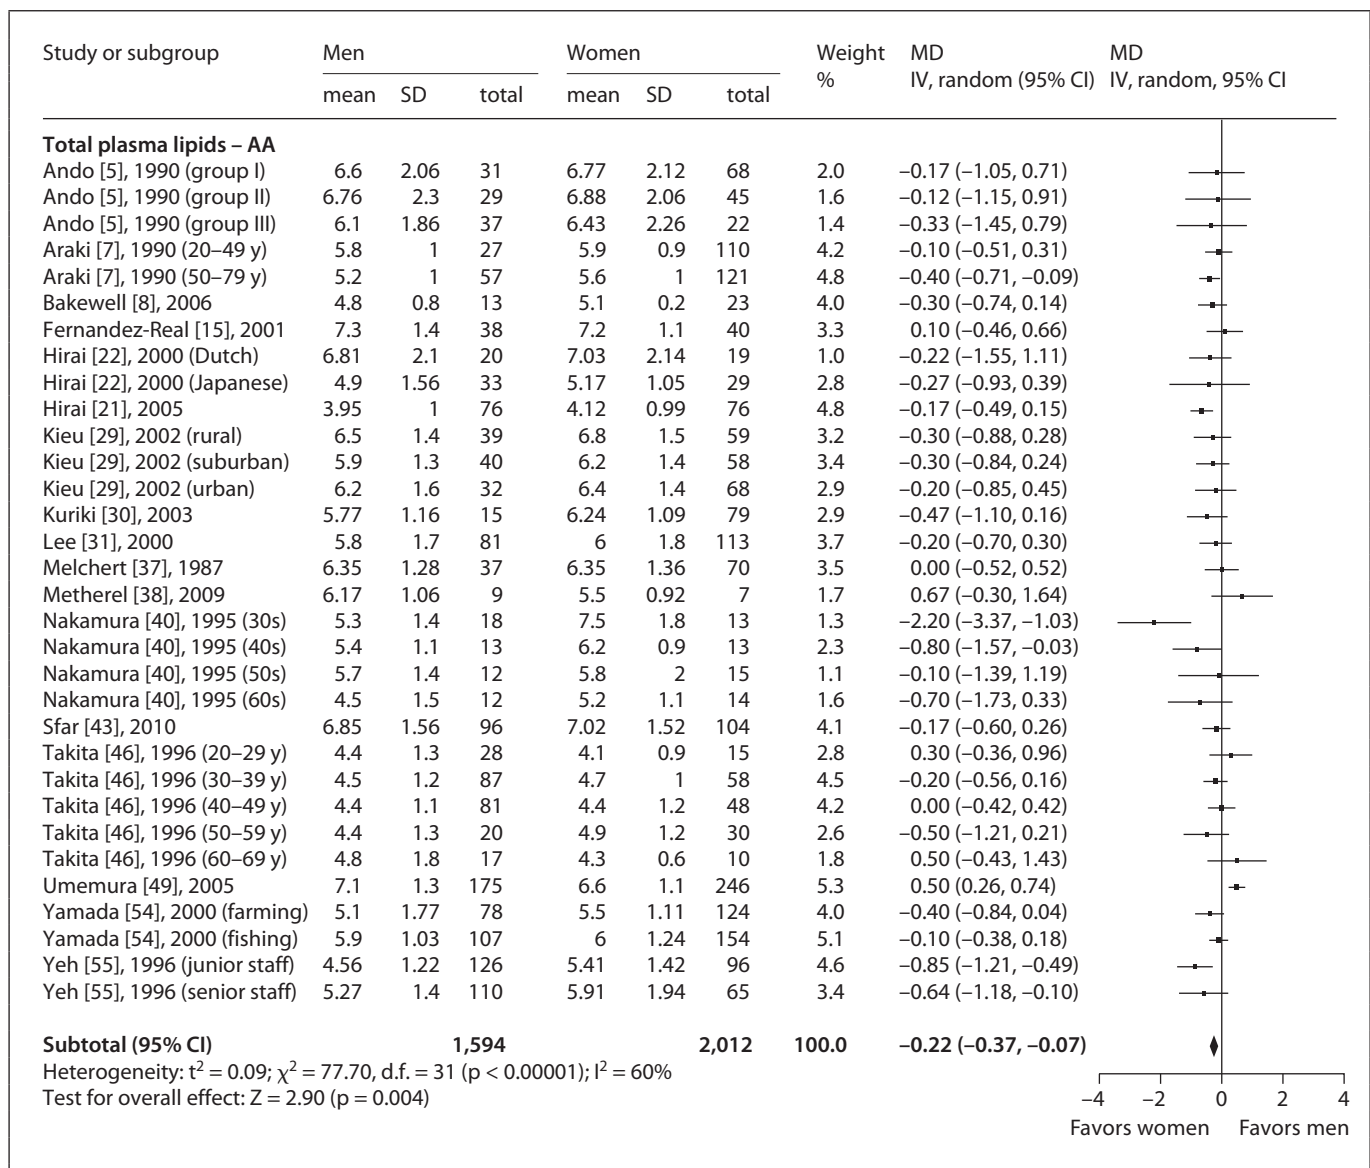 Study or subgroup Men Women Weight MD MD
% IV, random (95% CI) IV, random, 95% CI
mean SD total mean SD total
Total plasma lipids – AA
Ando [5], 1990 (group I) 6.6 2.06 31 6.77 2.12 68 2.0 –0.17 (–1.05, 0.71)
Ando [5], 1990 (group II) 6.76 2.3 29 6.88 2.06 45 1.6 –0.12 (–1.15, 0.91)
Ando [5], 1990 (group III) 6.1 1.86 37 6.43 2.26 22 1.4 –0.33 (–1.45, 0.79)
Araki [7], 1990 (20–49 y) 5.8 1 27 5.9 0.9 110 4.2 –0.10 (–0.51, 0.31)
Araki [7], 1990 (50–79 y) 5.2 1 57 5.6 1 121 4.8 –0.40 (–0.71, –0.09)
Bakewell [8], 2006 4.8 0.8 13 5.1 0.2 23 4.0 –0.30 (–0.74, 0.14)
Fernandez-Real [15], 2001 7.3 1.4 38 7.2 1.1 40 3.3 0.10 (–0.46, 0.66)
Hirai [22], 2000 (Dutch) 6.81 2.1 20 7.03 2.14 19 1.0 –0.22 (–1.55, 1.11)
Hirai [22], 2000 (Japanese) 4.9 1.56 33 5.17 1.05 29 2.8 –0.27 (–0.93, 0.39)
Hirai [21], 2005 3.95 1 76 4.12 0.99 76 4.8 –0.17 (–0.49, 0.15)
Kieu [29], 2002 (rural) 6.5 1.4 39 6.8 1.5 59 3.2 –0.30 (–0.88, 0.28)
Kieu [29], 2002 (suburban) 5.9 1.3 40 6.2 1.4 58 3.4 –0.30 (–0.84, 0.24)
Kieu [29], 2002 (urban) 6.2 1.6 32 6.4 1.4 68 2.9 –0.20 (–0.85, 0.45)
Kuriki [30], 2003 5.77 1.16 15 6.24 1.09 79 2.9 –0.47 (–1.10, 0.16)
Lee [31], 2000 5.8 1.7 81 6 1.8 113 3.7 –0.20 (–0.70, 0.30)
Melchert [37], 1987 6.35 1.28 37 6.35 1.36 70 3.5 0.00 (–0.52, 0.52)
Metherel [38], 2009 6.17 1.06 9 5.5 0.92 7 1.7 0.67 (–0.30, 1.64)
Nakamura [40], 1995 (30s) 5.3 1.4 18 7.5 1.8 13 1.3 –2.20 (–3.37, –1.03)
Nakamura [40], 1995 (40s) 5.4 1.1 13 6.2 0.9 13 2.3 –0.80 (–1.57, –0.03)
Nakamura [40], 1995 (50s) 5.7 1.4 12 5.8 2 15 1.1 –0.10 (–1.39, 1.19)
Nakamura [40], 1995 (60s) 4.5 1.5 12 5.2 1.1 14 1.6 –0.70 (–1.73, 0.33)
Sfar [43], 2010 6.85 1.56 96 7.02 1.52 104 4.1 –0.17 (–0.60, 0.26)
Takita [46], 1996 (20–29 y) 4.4 1.3 28 4.1 0.9 15 2.8 0.30 (–0.36, 0.96)
Takita [46], 1996 (30–39 y) 4.5 1.2 87 4.7 1 58 4.5 –0.20 (–0.56, 0.16)
Takita [46], 1996 (40–49 y) 4.4 1.1 81 4.4 1.2 48 4.2 0.00 (–0.42, 0.42)
Takita [46], 1996 (50–59 y) 4.4 1.3 20 4.9 1.2 30 2.6 –0.50 (–1.21, 0.21)
Takita [46], 1996 (60–69 y) 4.8 1.8 17 4.3 0.6 10 1.8 0.50 (–0.43, 1.43)
Umemura [49], 2005 7.1 1.3 175 6.6 1.1 246 5.3 0.50 (0.26, 0.74)
Yamada [54], 2000 (farming) 5.1 1.77 78 5.5 1.11 124 4.0 –0.40 (–0.84, 0.04)
Yamada [54], 2000 (fishing) 5.9 1.03 107 6 1.24 154 5.1 –0.10 (–0.38, 0.18)
Yeh [55], 1996 (junior staff) 4.56 1.22 126 5.41 1.42 96 4.6 –0.85 (–1.21, –0.49)
Yeh [55], 1996 (senior staff) 5.27 1.4 110 5.91 1.94 65 3.4 –0.64 (–1.18, –0.10)
Subtotal (95% CI) 1,594 2,012 100.0 –0.22 (–0.37, –0.07)
Heterogeneity: t² = 0.09; χ² = 77.70, d.f. = 31 (p < 0.00001); I² = 60%
Test for overall effect: Z = 2.90 (p = 0.004)
–4 –2 0 2 4
Favors women Favors men